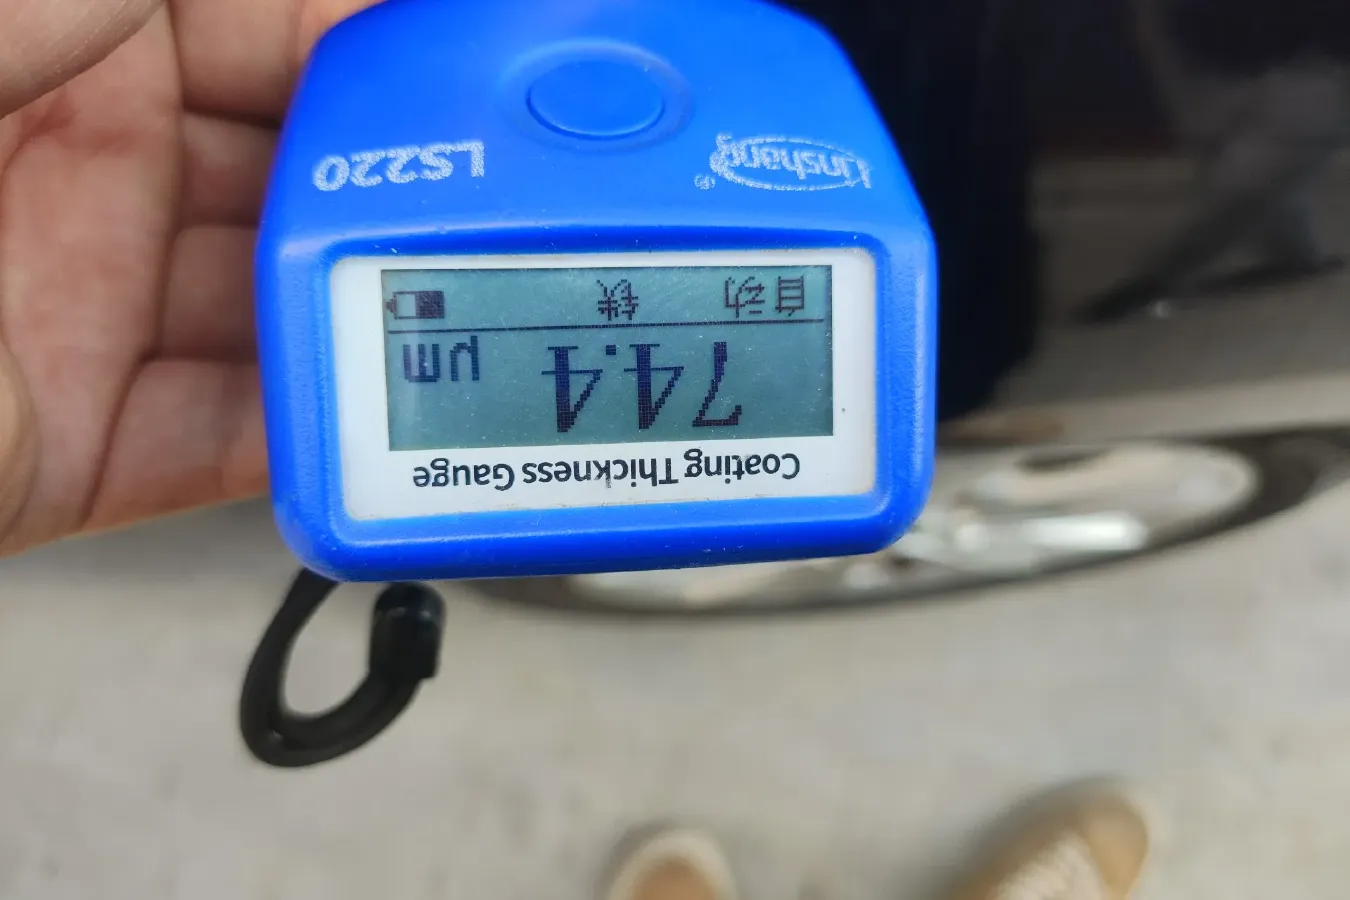 Coating Thickness Gauge
74.4 μm
自动 铁
Linshang® LS220